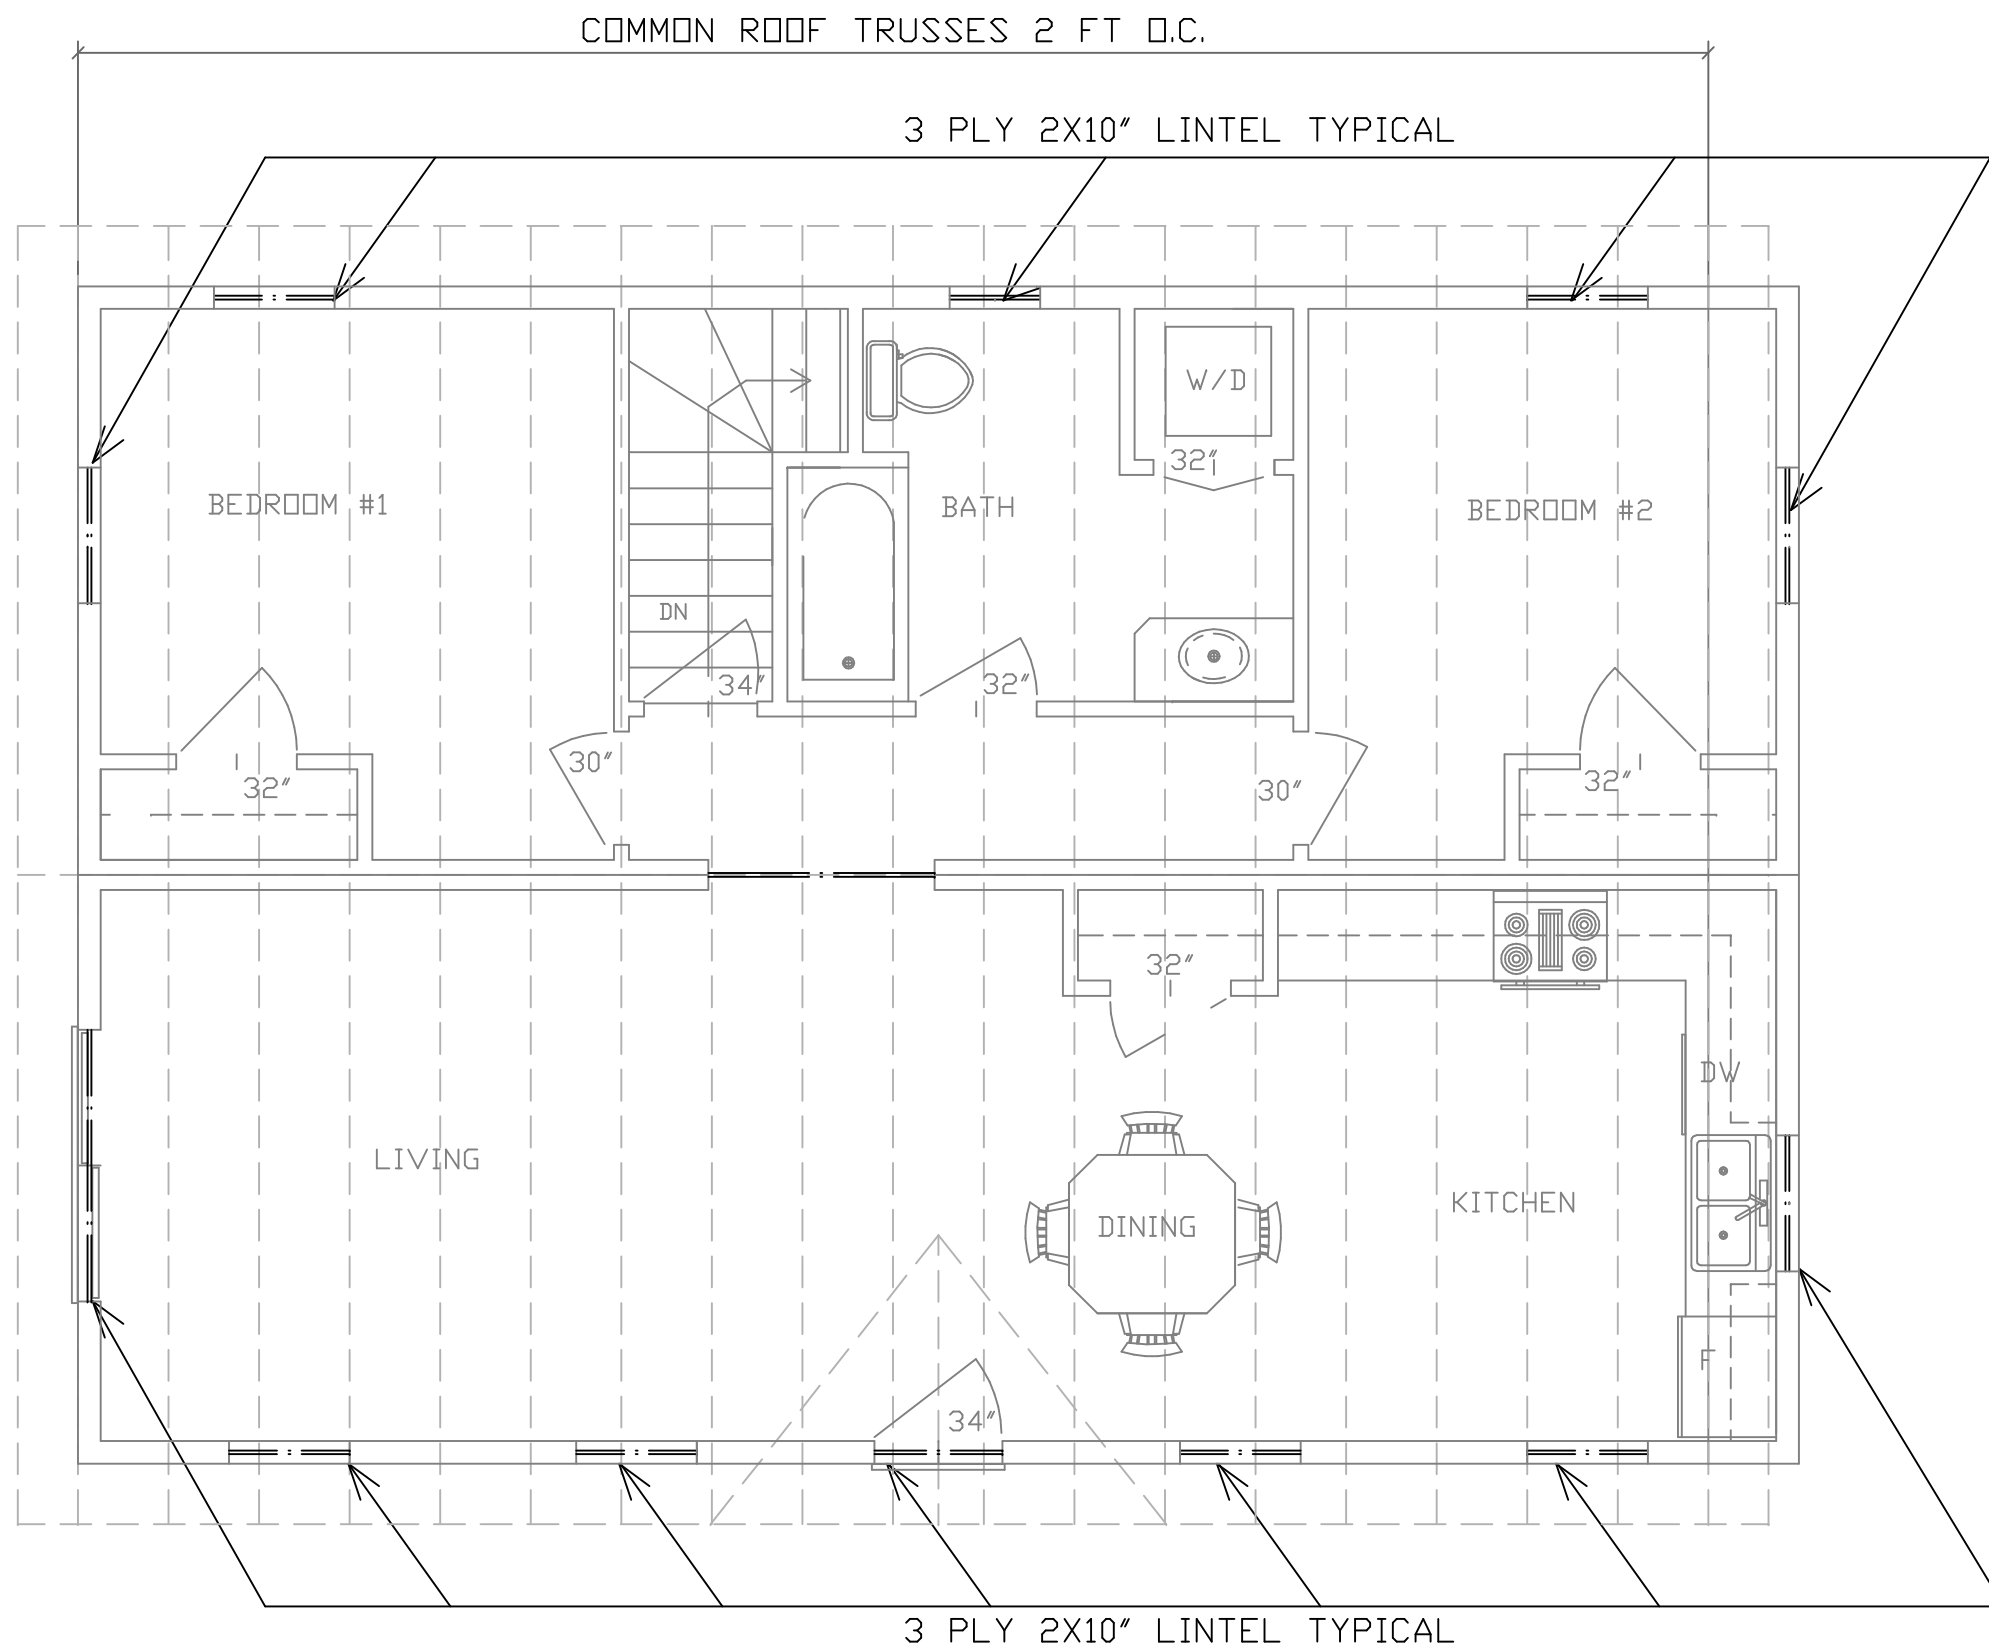 COMMON ROOF TRUSSES 2 FT O.C.
3 PLY 2X10" LINTEL TYPICAL
W/D
32"
BEDROOM #1
BATH
BEDROOM #2
DN
34"
32"
30"
32"
30"
32"
32"
DW
LIVING
KITCHEN
DINING
F
34"
3 PLY 2X10" LINTEL TYPICAL